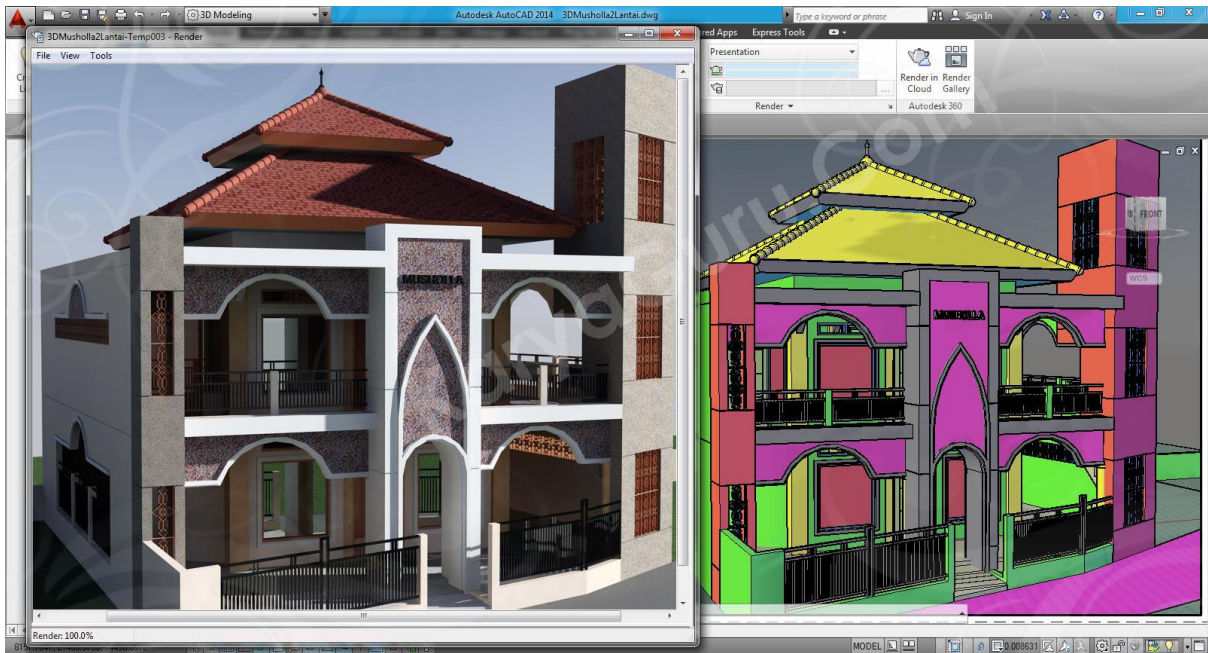 3D Modeling
Autodesk AutoCAD 2014 3DMusholla2Lantai.dwg
Type a keyword or phrase
Sign In
3DMusholla2Lantai-Temp003 - Render
File View Tools
Express Tools
Presentation
Render in Cloud
Render Gallery
Render
Autodesk 360
MUSHOLLA
MUSHOLLA
FRONT
WCS
Render: 100.0%
MODEL
0.008631